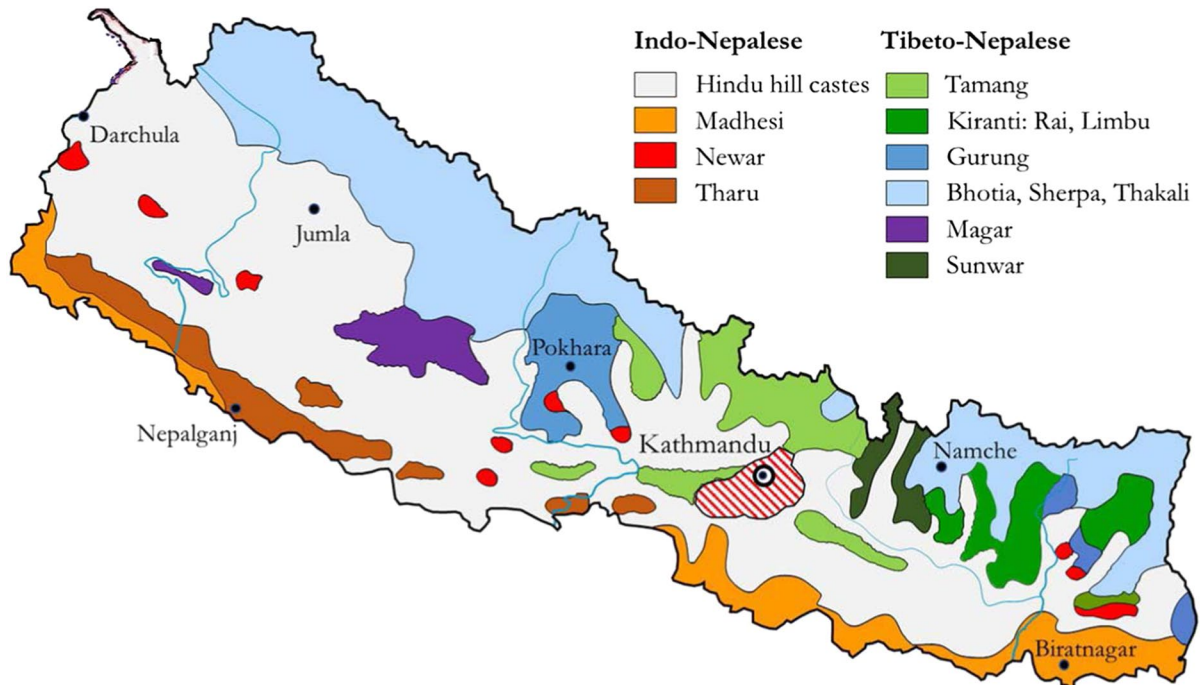 Indo-Nepalese
Hindu hill castes
Madhesi
Newar
Tharu
Tibeto-Nepalese
Tamang
Kiranti: Rai, Limbu
Gurung
Bhotia, Sherpa, Thakali
Magar
Sunwar
Darchula
Jumla
Nepalganj
Pokhara
Kathmandu
Namche
Biratnagar